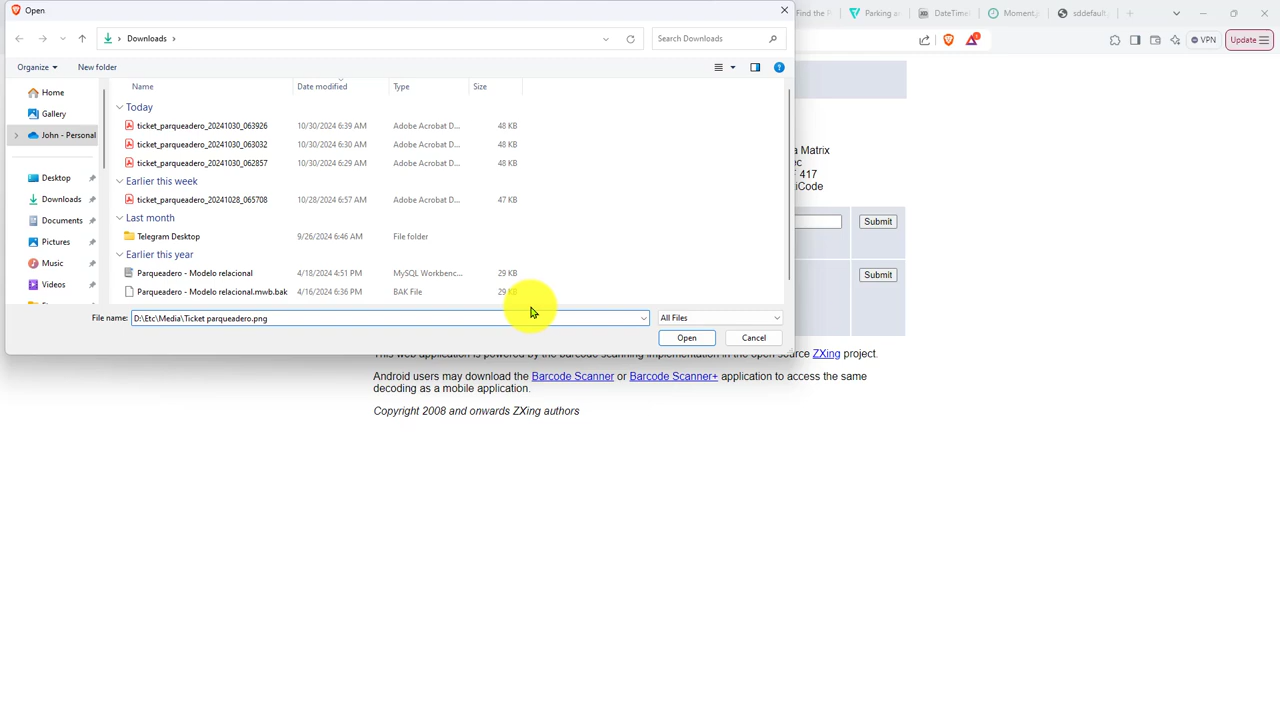 Open
Find the P
Parking a
DateTime
Moment.j
sddefault.
Downloads
Search Downloads
VPN
Update
Organize
New folder
Name
Date modified
Type
Size
Home
Gallery
John - Personal
Desktop
Downloads
Documents
Pictures
Music
Videos
Today
ticket_parqueadero_20241030_063926 10/30/2024 6:39 AM Adobe Acrobat D... 48 KB
ticket_parqueadero_20241030_063032 10/30/2024 6:30 AM Adobe Acrobat D... 48 KB
ticket_parqueadero_20241030_062857 10/30/2024 6:29 AM Adobe Acrobat D... 48 KB
Earlier this week
ticket_parqueadero_20241028_065708 10/28/2024 6:57 AM Adobe Acrobat D... 47 KB
Last month
Telegram Desktop 9/26/2024 6:46 AM File folder
Earlier this year
Parqueadero - Modelo relacional 4/18/2024 4:51 PM MySQL Workbenc... 29 KB
Parqueadero - Modelo relacional.mwb.bak 4/16/2024 6:36 PM BAK File 29 KB
File name: D:\Etc\Media\Ticket parqueadero.png
All Files
Open
Cancel
a Matrix
ec
F 417
tiCode
Submit
Submit
This web application is powered by the barcode scanning implementation in the open source ZXing project.
Android users may download the Barcode Scanner or Barcode Scanner+ application to access the same
decoding as a mobile application.
Copyright 2008 and onwards ZXing authors